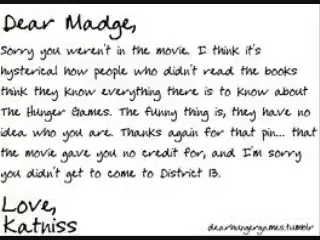 Dear Madge,
Sorry you weren't in the movie. I think it's
hysterical how people who didn't read the books
think they know everything there is to know about
The Hunger Games. The funny thing is, they have no
idea who you are. Thanks again for that pin... that
the movie gave you no credit for, and I'm sorry
you didn't get to come to District 13.
Love,
Katniss
dearhungergames.tumblr